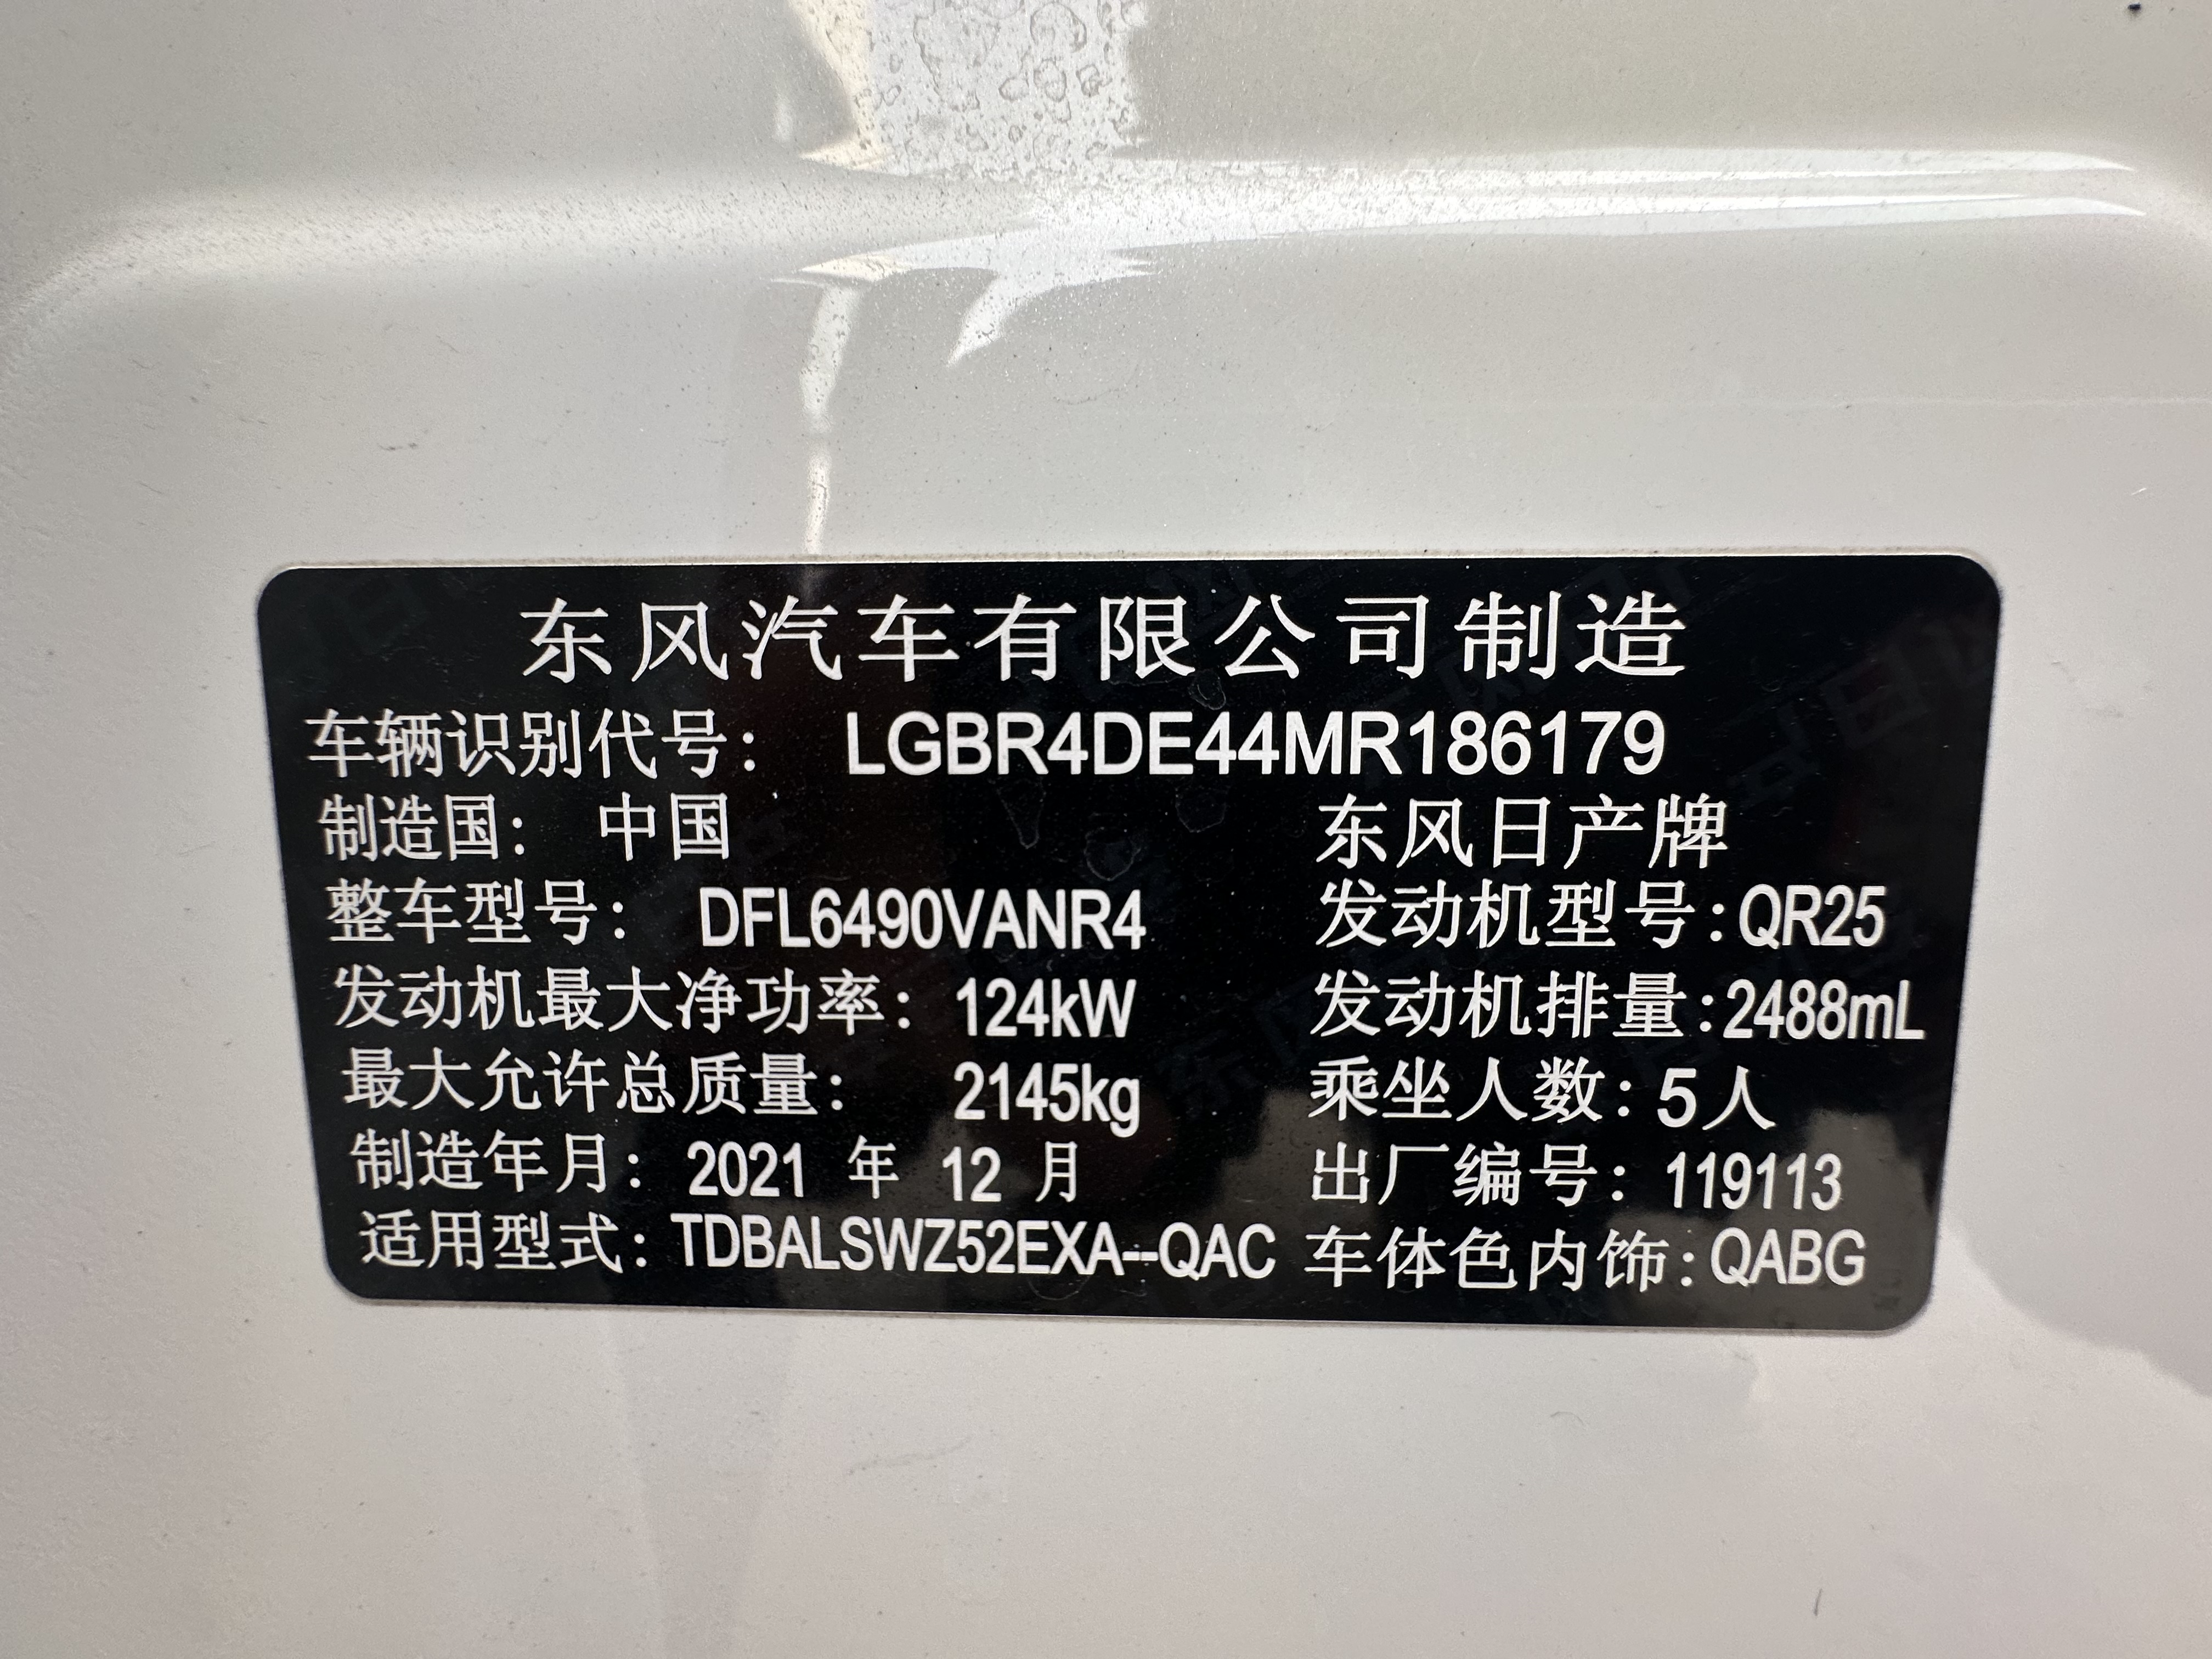 东风汽车有限公司制造
车辆识别代号： LGBR4DE44MR186179
制造国： 中国 东风日产牌
整车型号： DFL6490VANR4 发动机型号:QR25
发动机最大净功率： 124kW 发动机排量:2488mL
最大允许总质量： 2145kg 乘坐人数: 5人
制造年月： 2021 年 12 月 出厂编号: 119113
适用型式: TDBALSWZ52EXA--QAC 车体色内饰:QABG